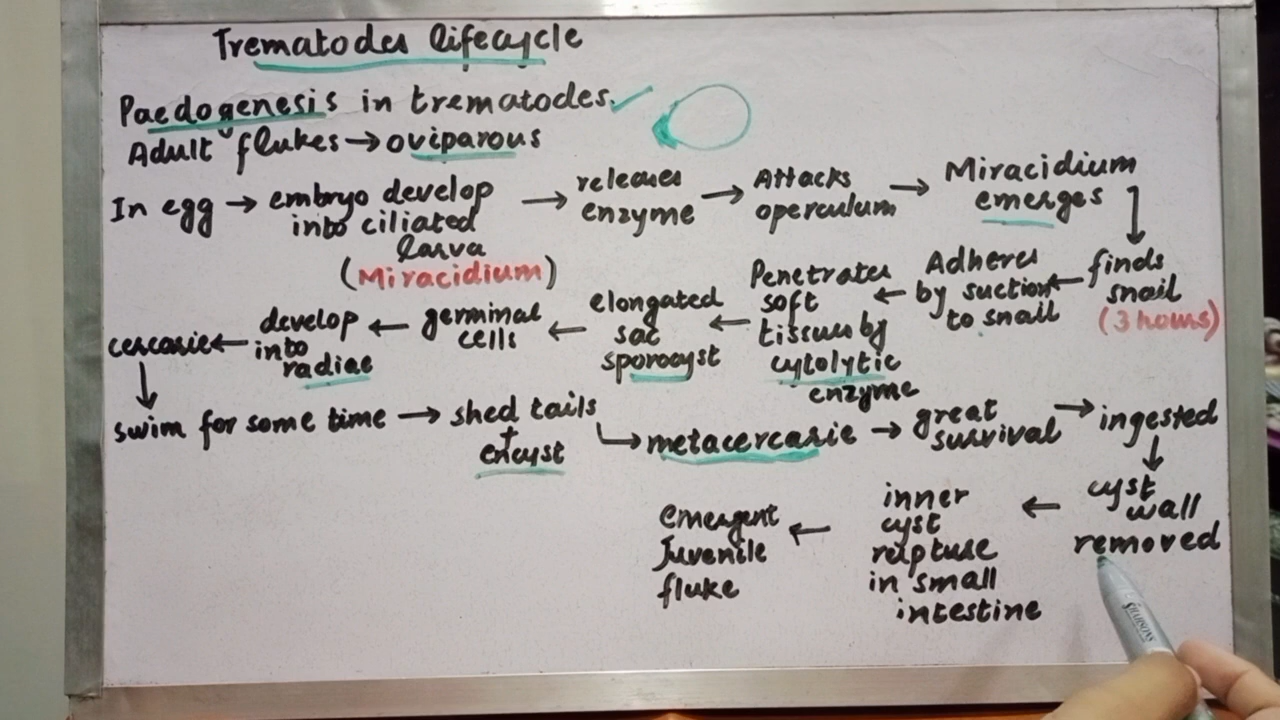 Trematodes lifecycle
Paedogenesis in trematodes.
Adult flukes → oviparous
In egg → embryo develop into ciliated larva (Miracidium)
→ releases enzyme
→ Attacks operculum
→ Miracidium emerges
finds snail (3 hours)
← Adheres by suction to snail
← Penetrates soft tissues by cytolytic enzyme
← elongated sac sporocyst
← germinal cells
← develop into radiae
cercarie ←
swim for some time → shed tails + encyst
metacercarie → great survival → ingested
cyst wall removed
← inner cyst rupture in small intestine
← emergent Juvenile fluke